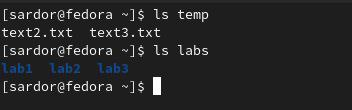 [sardor@fedora ~]$ ls temp
text2.txt  text3.txt
[sardor@fedora ~]$ ls labs
lab1  lab2  lab3
[sardor@fedora ~]$